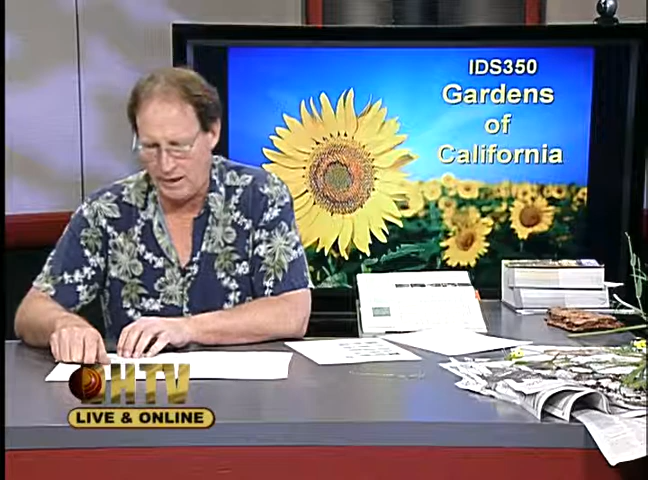 IDS350
Gardens
of
California
HTV
LIVE & ONLINE